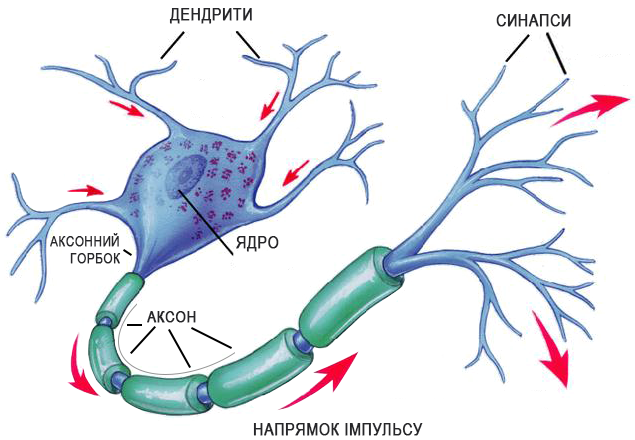 ДЕНДРИТИ
СИНАПСИ
АКСОННИЙ
ГОРБОК
ЯДРО
АКСОН
НАПРЯМОК ІМПУЛЬСУ